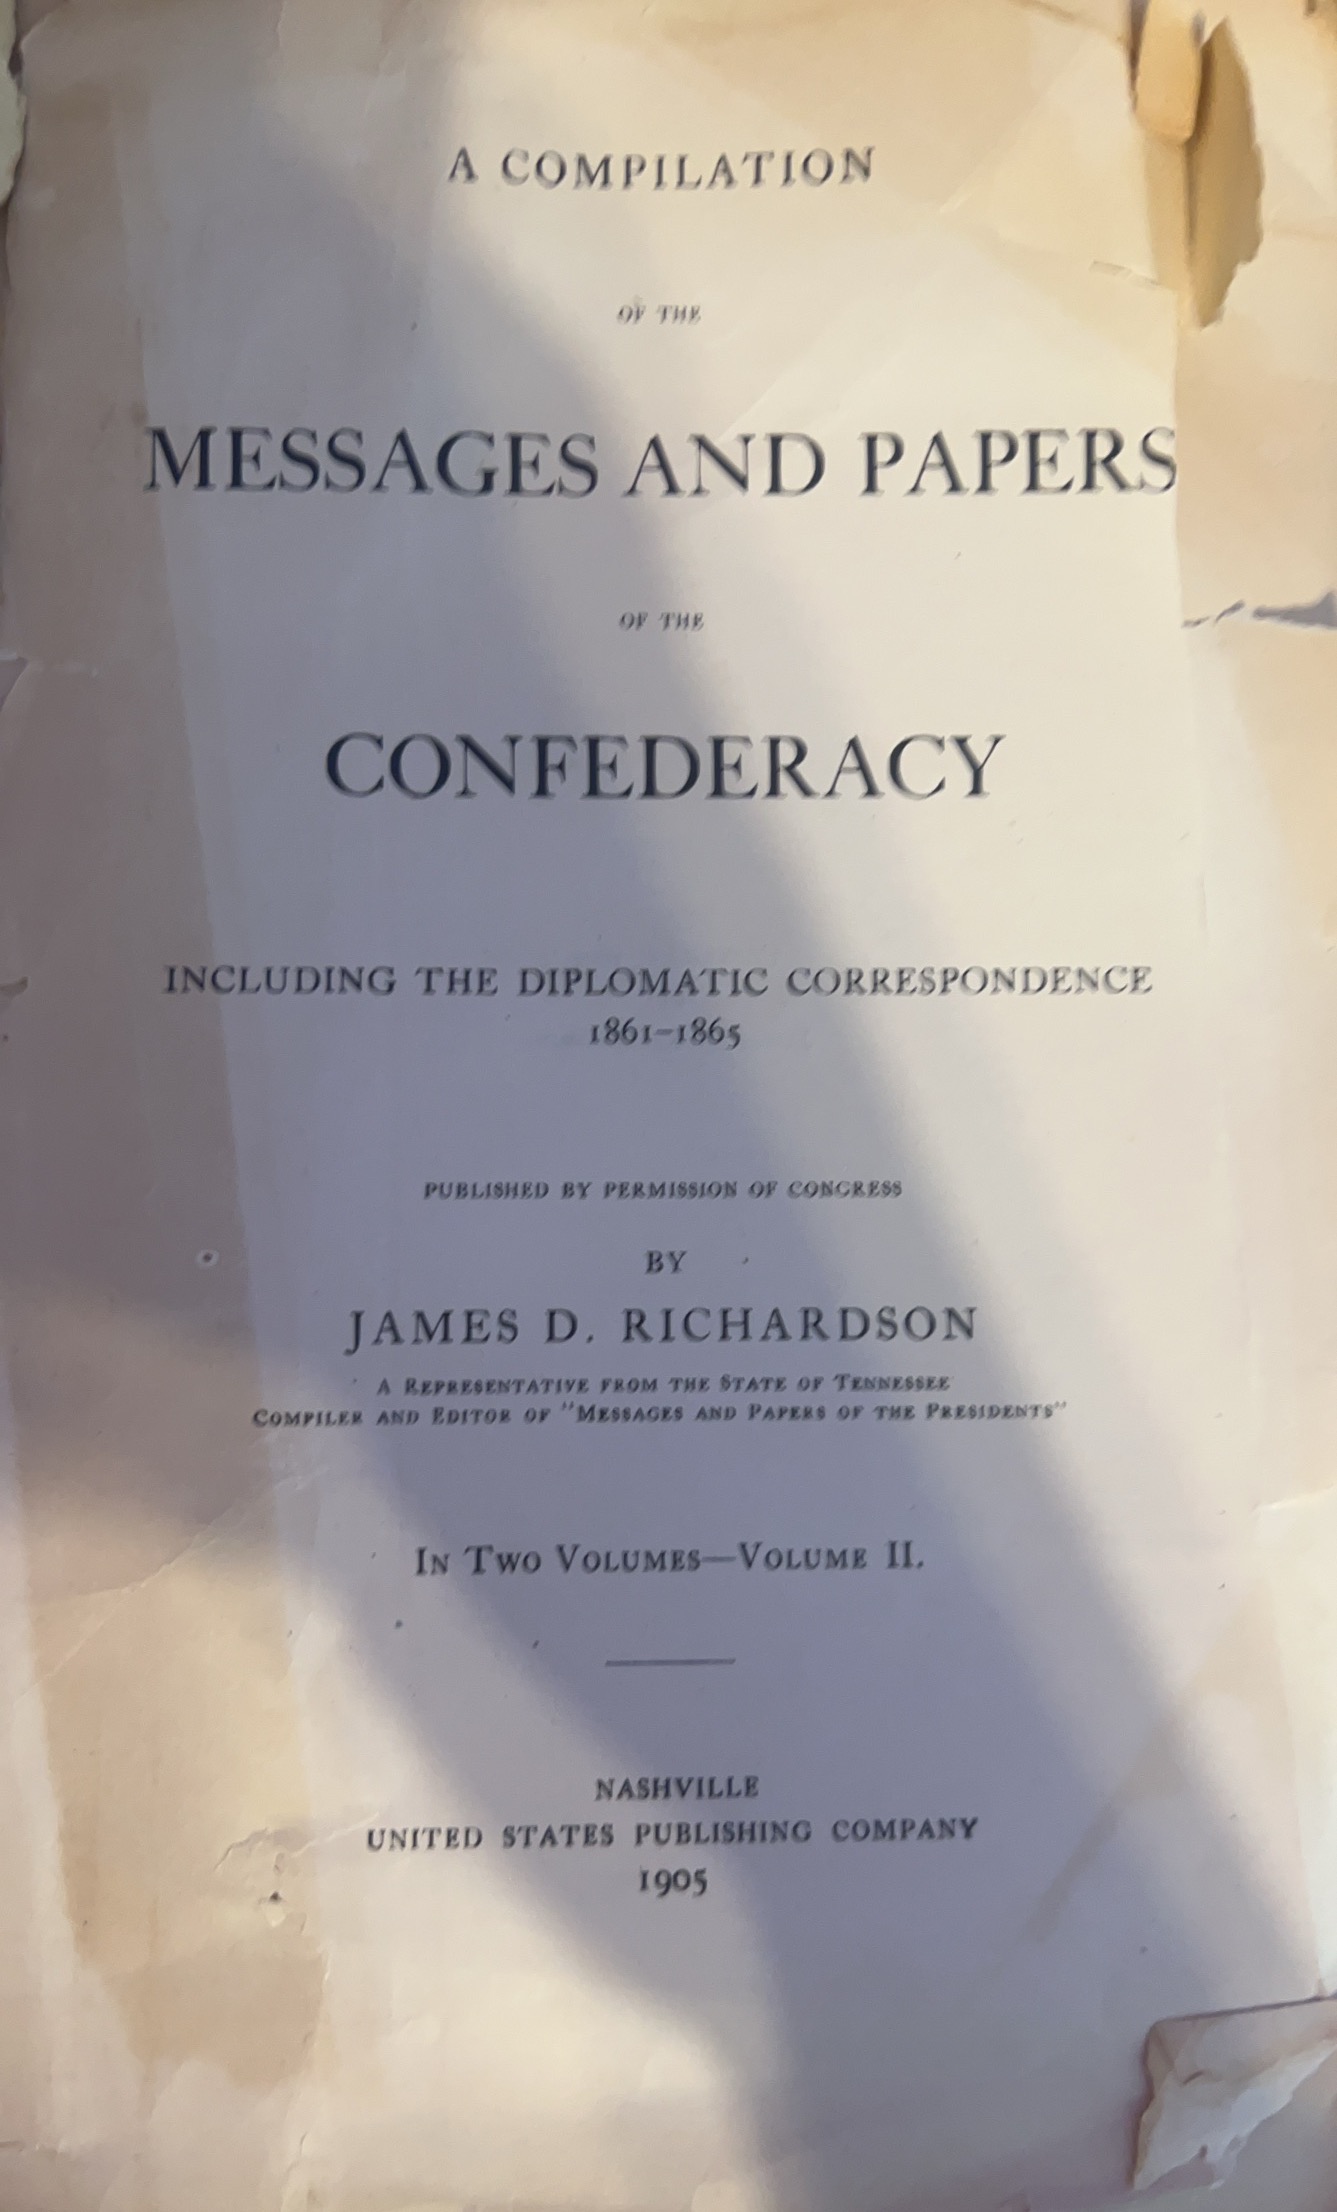 A COMPILATION
OF THE
MESSAGES AND PAPERS
OF THE
CONFEDERACY
INCLUDING THE DIPLOMATIC CORRESPONDENCE
1861–1865
PUBLISHED BY PERMISSION OF CONGRESS
BY
JAMES D. RICHARDSON
A REPRESENTATIVE FROM THE STATE OF TENNESSEE
COMPILER AND EDITOR OF "MESSAGES AND PAPERS OF THE PRESIDENTS"
IN TWO VOLUMES—VOLUME II.
NASHVILLE
UNITED STATES PUBLISHING COMPANY
1905